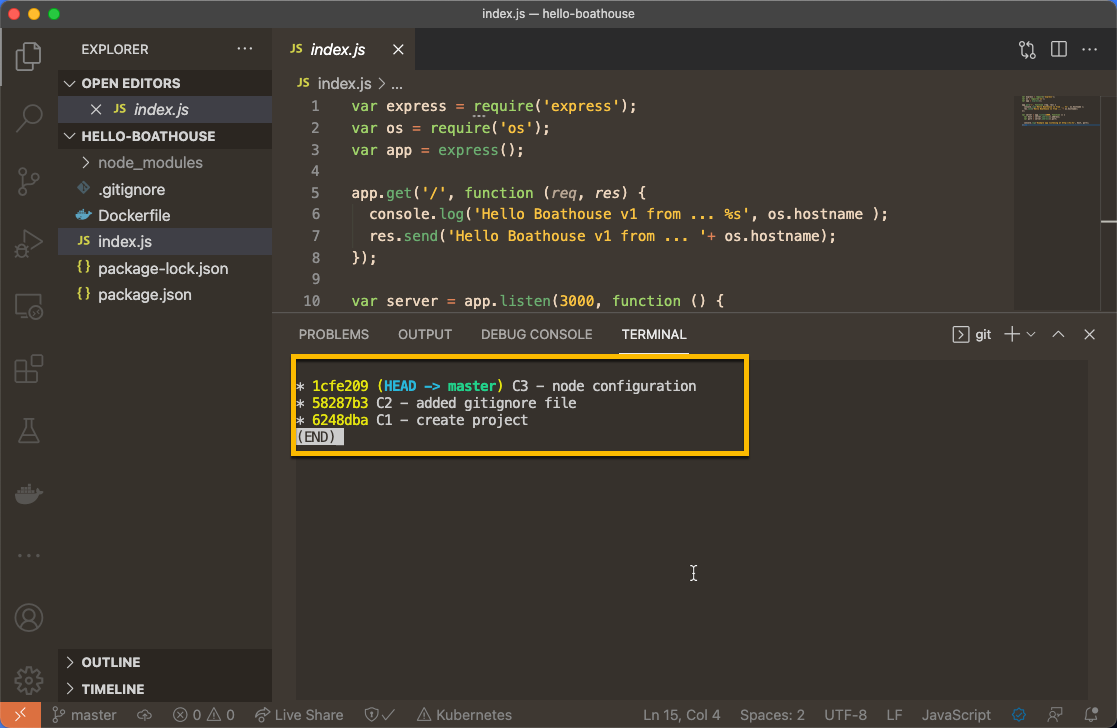 index.js — hello-boathouse
EXPLORER
OPEN EDITORS
JS index.js
HELLO-BOATHOUSE
node_modules
.gitignore
Dockerfile
JS index.js
{} package-lock.json
{} package.json
OUTLINE
TIMELINE
JS index.js
JS index.js > ...
1 var express = require('express');
2 var os = require('os');
3 var app = express();
4
5 app.get('/', function (req, res) {
6 console.log('Hello Boathouse v1 from ... %s', os.hostname );
7 res.send('Hello Boathouse v1 from ... '+ os.hostname);
8 });
9
10 var server = app.listen(3000, function () {
PROBLEMS OUTPUT DEBUG CONSOLE TERMINAL git
* 1cfe209 (HEAD -> master) C3 - node configuration
* 58287b3 C2 - added gitignore file
* 6248dba C1 - create project
(END)
master 0 0 Live Share Kubernetes Ln 15, Col 4 Spaces: 2 UTF-8 LF JavaScript